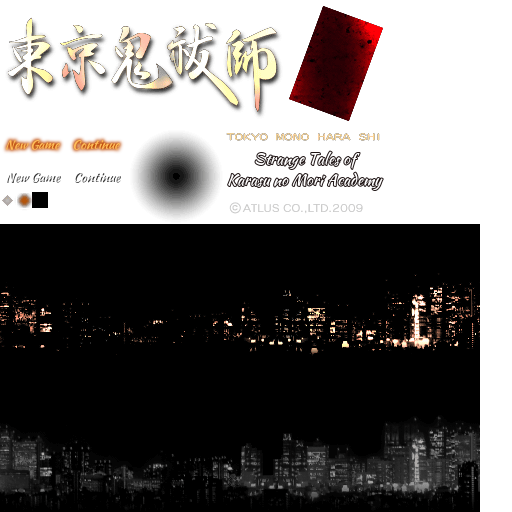 東京鬼祓師
TOKYO MONO HARA SHI
New Game Continue
Strange Tales of
Karasu no Mori Academy
New Game Continue
©ATLUS CO.,LTD.2009